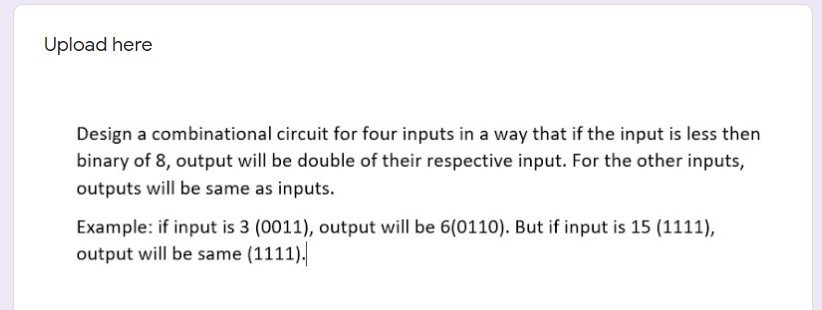 Upload here
Design a combinational circuit for four inputs in a way that if the input is less then
binary of 8, output will be double of their respective input. For the other inputs,
outputs will be same as inputs.
Example: if input is 3 (0011), output will be 6(0110). But if input is 15 (1111),
output will be same (1111).